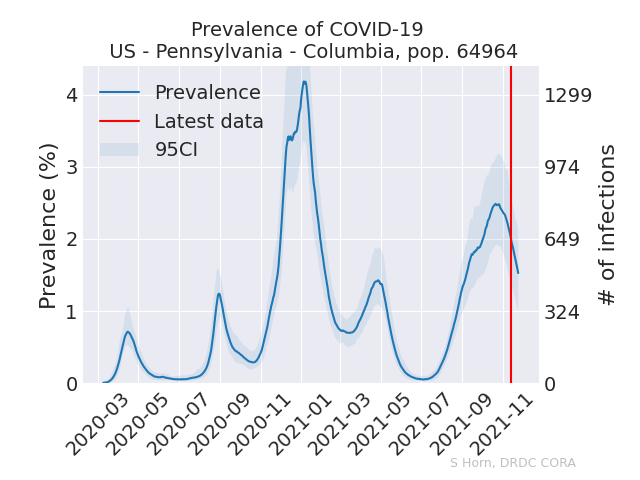 Prevalence of COVID-19
US - Pennsylvania - Columbia, pop. 64964
Prevalence
Latest data
95CI
Prevalence (%)
4
3
2
1
0
1299
974
649
324
0
# of infections
2020-03
2020-05
2020-07
2020-09
2020-11
2021-01
2021-03
2021-05
2021-07
2021-09
2021-11
S Horn, DRDC CORA